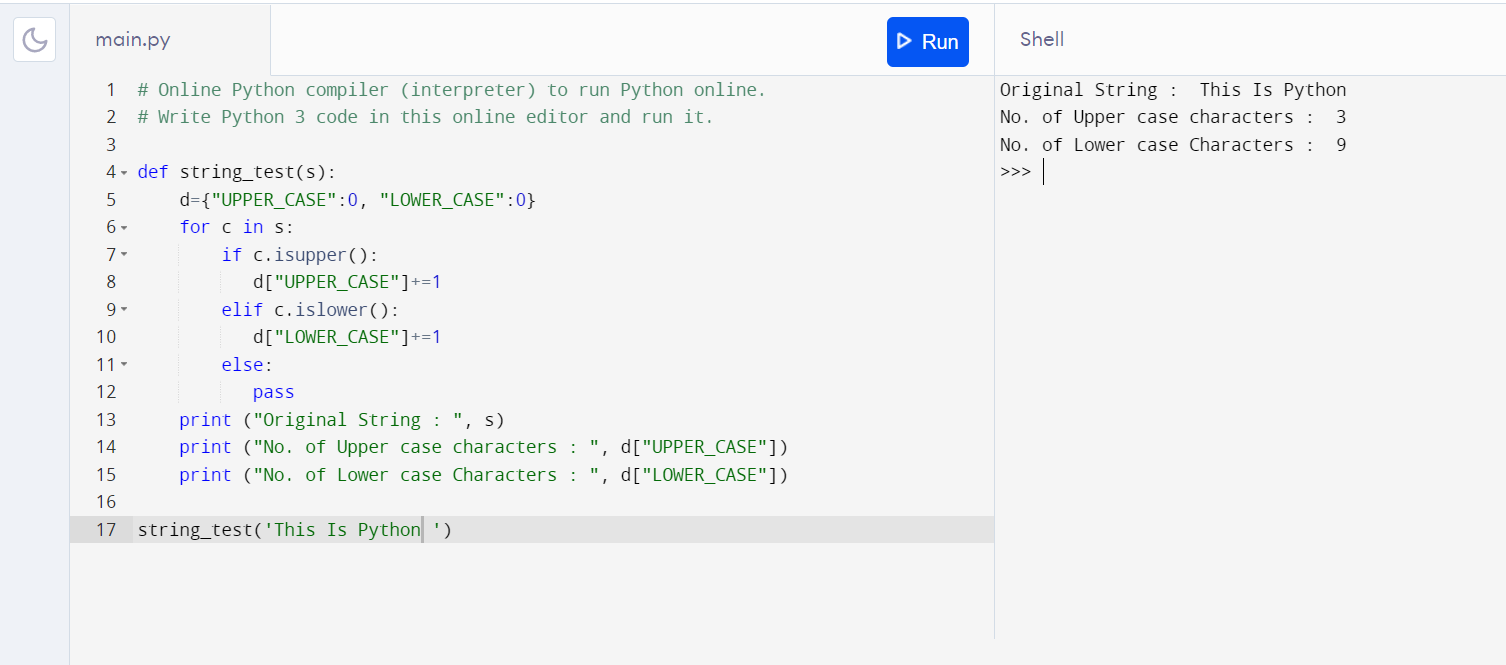 main.py
Run
1 # Online Python compiler (interpreter) to run Python online.
2 # Write Python 3 code in this online editor and run it.
3
4 def string_test(s):
5     d={"UPPER_CASE":0, "LOWER_CASE":0}
6     for c in s:
7         if c.isupper():
8            d["UPPER_CASE"]+=1
9         elif c.islower():
10            d["LOWER_CASE"]+=1
11         else:
12            pass
13     print ("Original String : ", s)
14     print ("No. of Upper case characters : ", d["UPPER_CASE"])
15     print ("No. of Lower case Characters : ", d["LOWER_CASE"])
16
17 string_test('This Is Python ')
Shell
Original String :  This Is Python
No. of Upper case characters :  3
No. of Lower case Characters :  9
>>>